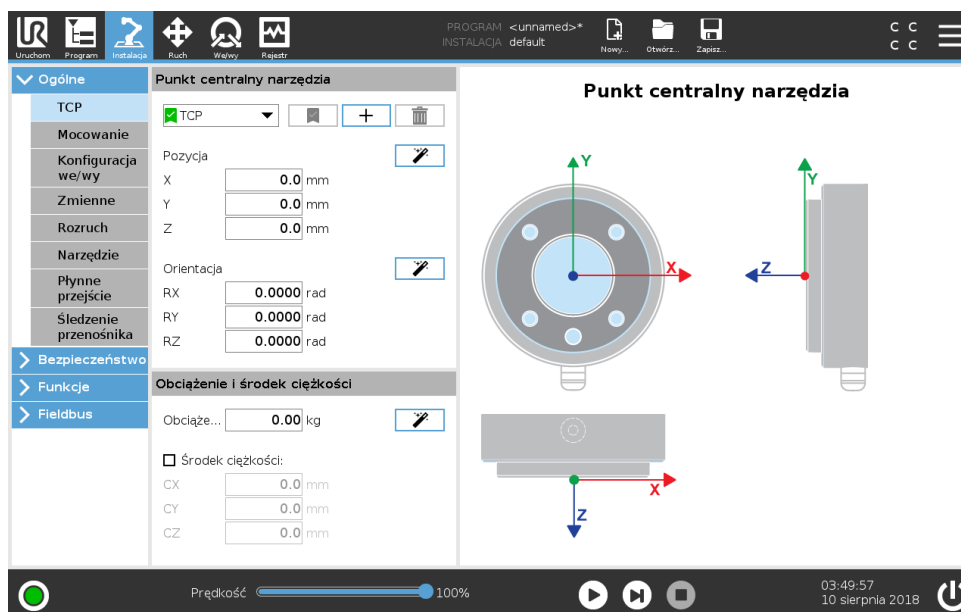 UR
PROGRAM <unnamed>*
INSTALACJA default
Uruchom Program Instalacja Ruch We/wy Rejestr
Nowy... Otwórz... Zapisz...
C C
C C
Ogólne
TCP
Mocowanie
Konfiguracja
we/wy
Zmienne
Rozruch
Narzędzie
Płynne
przejście
Śledzenie
przenośnika
Bezpieczeństwo
Funkcje
Fieldbus
Punkt centralny narzędzia
TCP
Pozycja
X 0.0 mm
Y 0.0 mm
Z 0.0 mm
Orientacja
RX 0.0000 rad
RY 0.0000 rad
RZ 0.0000 rad
Obciążenie i środek ciężkości
Obciąże... 0.00 kg
Środek ciężkości:
CX 0.0 mm
CY 0.0 mm
CZ 0.0 mm
Punkt centralny narzędzia
Y
X
Y
Z
X
Z
Prędkość 100%
03:49:57
10 sierpnia 2018